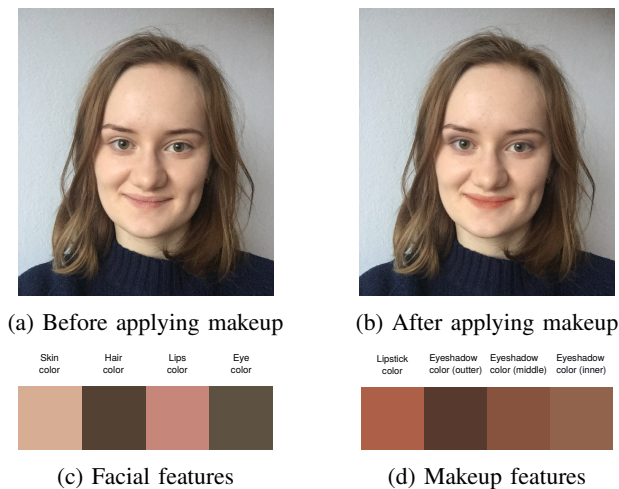 (a) Before applying makeup
(b) After applying makeup
Skin color
Hair color
Lips color
Eye color
Lipstick color
Eyeshadow color (outter)
Eyeshadow color (middle)
Eyeshadow color (inner)
(c) Facial features
(d) Makeup features